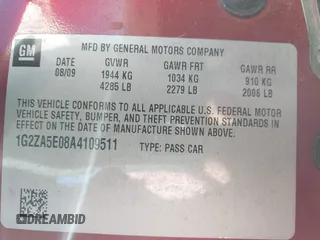 GM
MFD BY GENERAL MOTORS COMPANY
DATE GVWR GAWR FRT GAWR RR
08/09 1944 KG 1034 KG 910 KG
4285 LB 2279 LB 2006 LB
THIS VEHICLE CONFORMS TO ALL APPLICABLE U.S. FEDERAL MOTOR
VEHICLE SAFETY, BUMPER, AND THEFT PREVENTION STANDARDS IN
EFFECT ON THE DATE OF MANUFACTURE SHOWN ABOVE.
1G2ZA5E08A4109511 TYPE: PASS CAR
DREAMBID